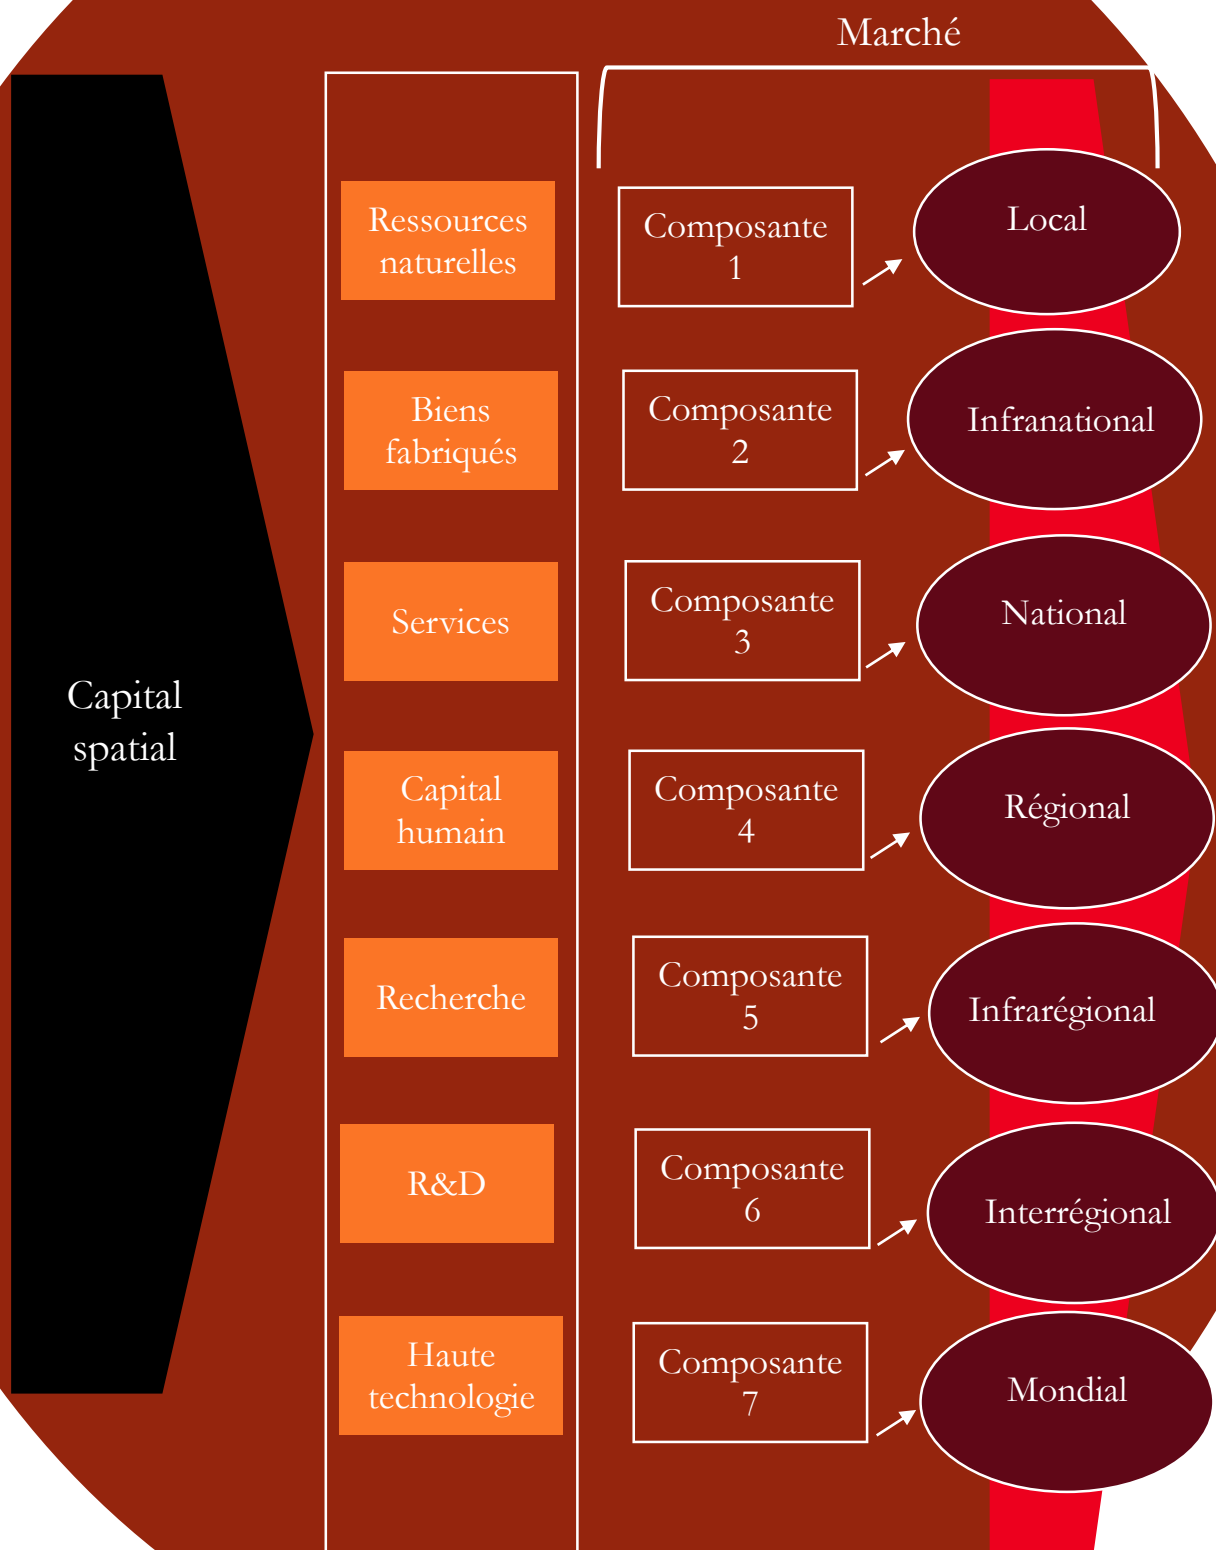 Marché
Capital
spatial
Ressources
naturelles
Composante
1
Local
Biens
fabriqués
Composante
2
Infranational
Services
Composante
3
National
Capital
humain
Composante
4
Régional
Recherche
Composante
5
Infrarégional
R&D
Composante
6
Interrégional
Haute
technologie
Composante
7
Mondial